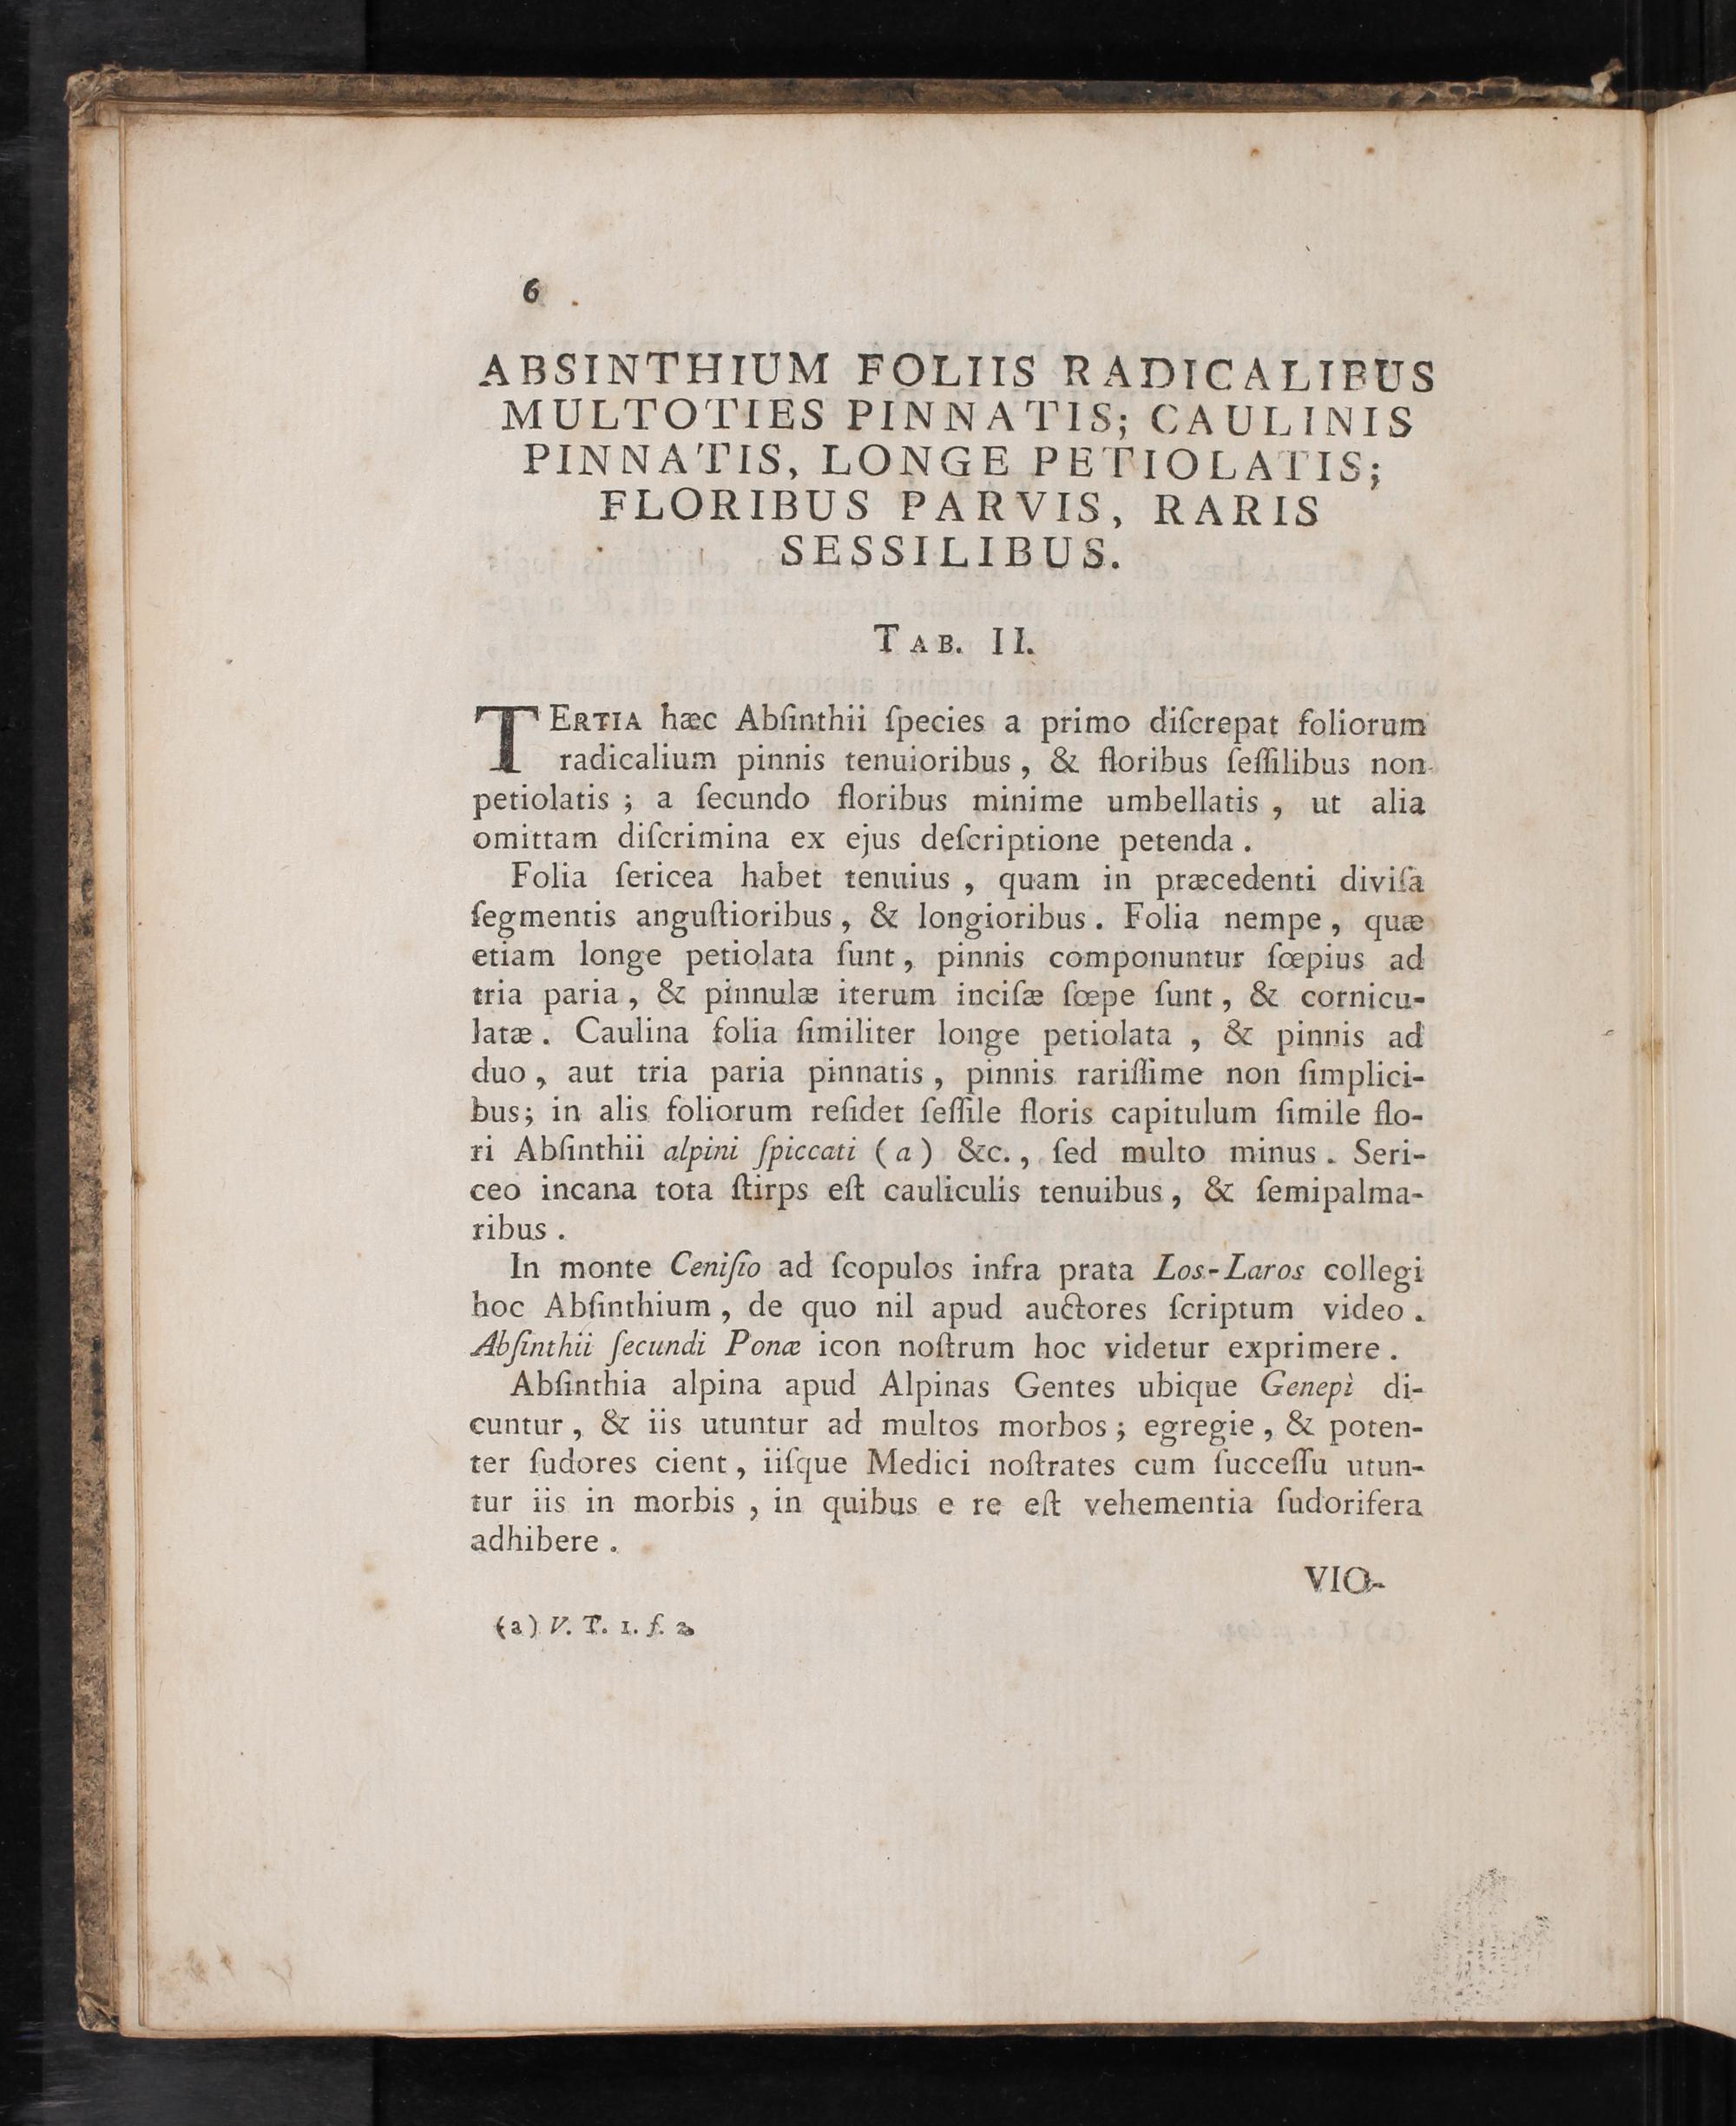 6
ABSINTHIUM FOLIIS RADICALIBUS
MULTOTIES PINNATIS; CAULINIS
PINNATIS, LONGE PETIOLATIS;
FLORIBUS PARVIS, RARIS
SESSILIBUS.
TAB. II.
TERTIA hæc Abſinthii ſpecies a primo diſcrepat foliorum
radicalium pinnis tenuioribus, & floribus ſeſſilibus non
petiolatis; a ſecundo floribus minime umbellatis, ut alia
omittam diſcrimina ex ejus deſcriptione petenda.
Folia ſericea habet tenuius, quam in præcedenti diviſa
ſegmentis anguſtioribus, & longioribus. Folia nempe, quæ
etiam longe petiolata ſunt, pinnis componuntur ſœpius ad
tria paria, & pinnulæ iterum inciſæ ſœpe ſunt, & cornicu-
latæ. Caulina folia ſimiliter longe petiolata, & pinnis ad
duo, aut tria paria pinnatis, pinnis rariſſime non ſimplici-
bus; in alis foliorum reſidet ſeſſile floris capitulum ſimile flo-
ri Abſinthii alpini ſpiccati (a) &c., ſed multo minus. Seri-
ceo incana tota ſtirps eſt cauliculis tenuibus, & ſemipalma-
ribus.
In monte Ceniſio ad ſcopulos infra prata Los-Laros collegi
hoc Abſinthium, de quo nil apud auctores ſcriptum video.
Abſinthii ſecundi Ponæ icon noſtrum hoc videtur exprimere.
Abſinthia alpina apud Alpinas Gentes ubique Genepì di-
cuntur, & iis utuntur ad multos morbos; egregie, & poten-
ter ſudores cient, iiſque Medici noſtrates cum ſucceſſu utun-
tur iis in morbis, in quibus e re eſt vehementia ſudorifera
adhibere.
VIO-
(a) V. T. 1. f. 2.